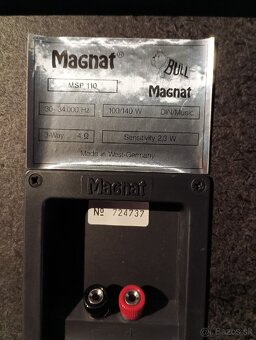 Magnat®
BULL
MSP 110
Magnat
30-34.000 Hz
100/140 W
DIN/Music
3-Way
4 Ω
Sensitivity 2,3 W
Made in West-Germany
Magnat
№ 724737
Bazos.sk